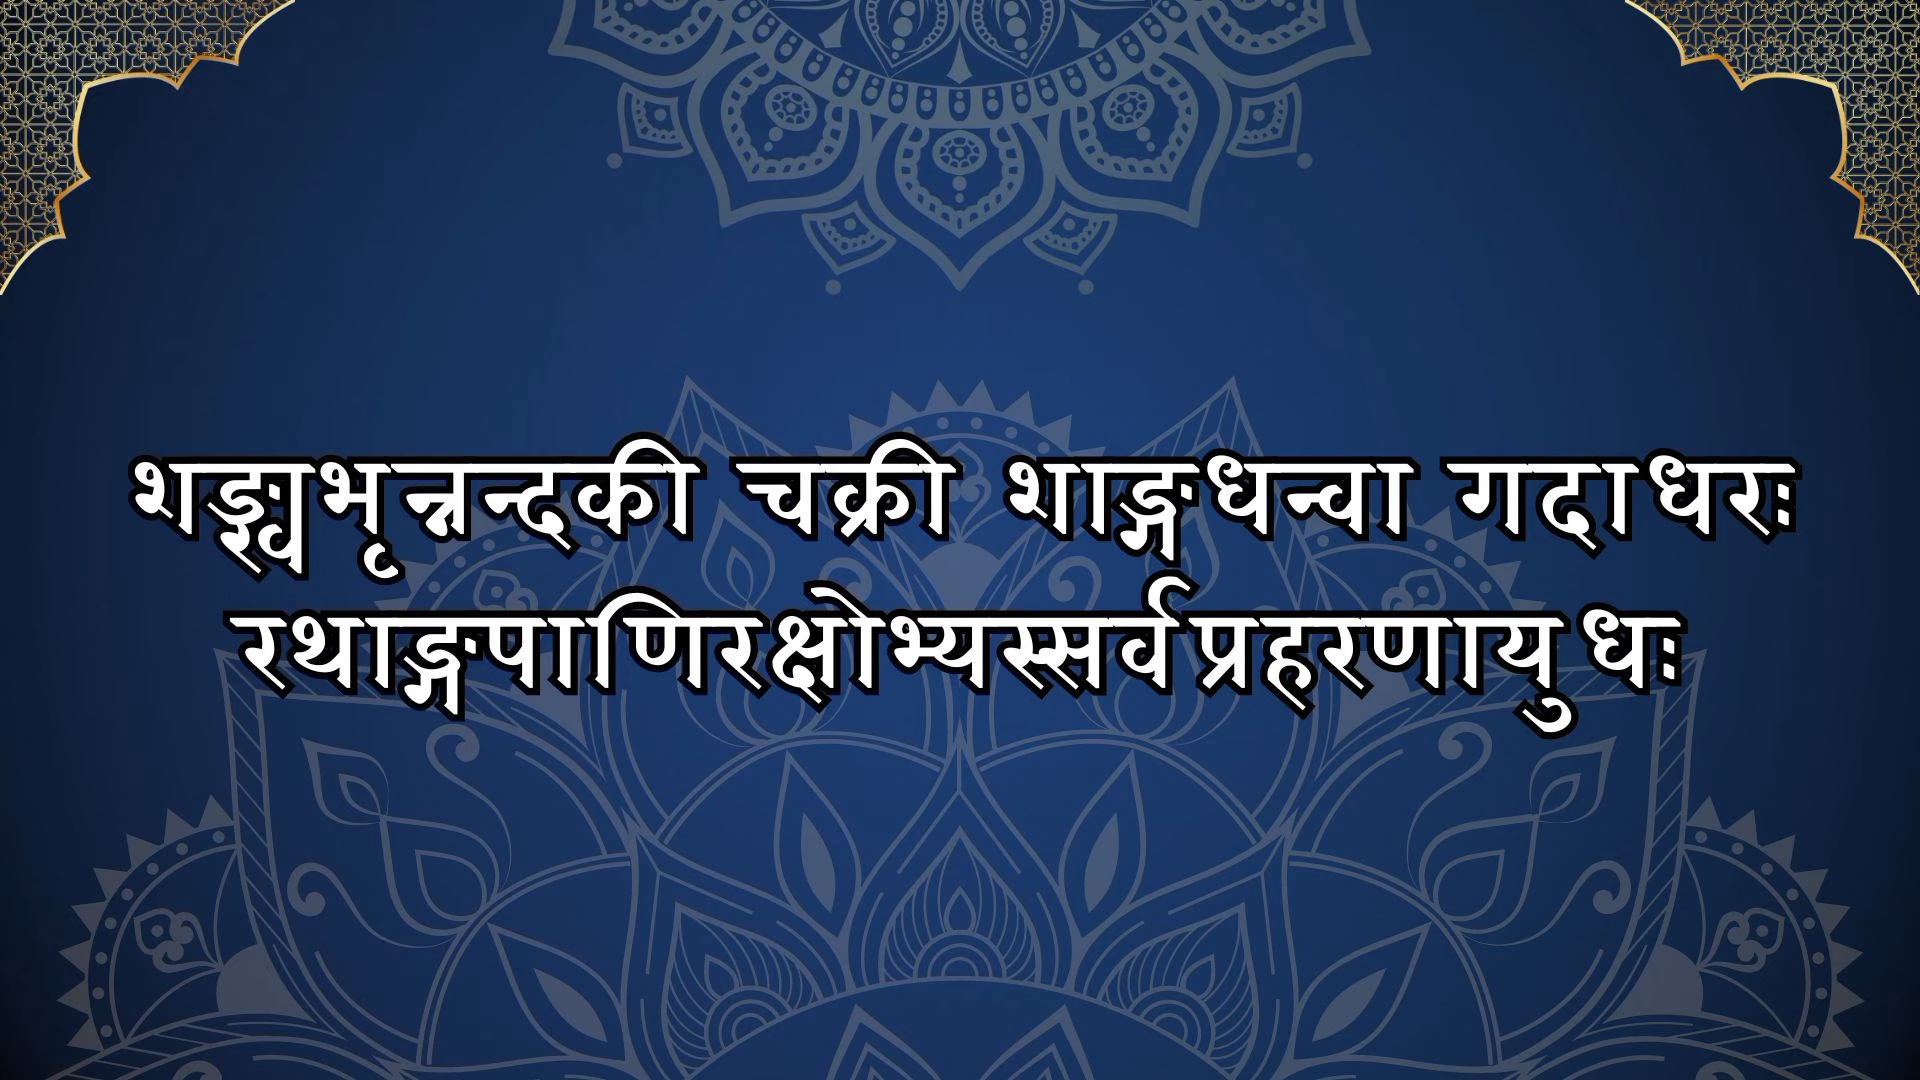 शङ्खभृन्नन्दकी चक्री शाङ्गधन्वा गदाधरः
रथाङ्गपाणिरक्षोभ्यस्सर्वप्रहरणायुधः